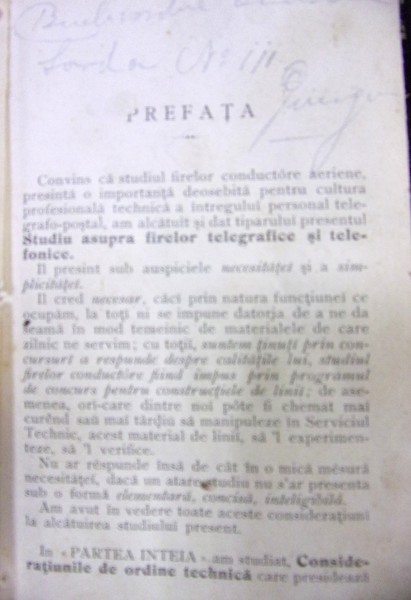 No III
PREFAȚA
Convins că studiul firelor conductóre aeriene,
presintă o importanță deosebită pentru cultura
profesională technică a intregului personal tele-
grafo-poștal, am alcătuit și dat tiparului presentul
Studiu asupra firelor telegrafice și tele-
fonice.
Il presint sub auspiciele necesităței și a sim-
plicităței.
Il cred necesar, căci prin natura funcțiunei ce
ocupăm, la toți ni se impune datorja de a ne da
seamă în mod temeinic de materialele de care
zilnic ne servim; cu toții, suntem ținuți prin con-
cursurt a respunde despre calitățile lui, studiul
firelor conductóre fiind impus prin programul
de concurs pentru construcțiele de linii; de ase-
menea, ori-care dintre noi póte fi chemat mai
curênd saŭ mai târdiŭ să manipuleze în Serviciul
Technic, acest material de linii, să 'l experimen-
teze, să 'l verifice.
Nu ar rĕspunde însă de cât în o mică mĕsură
necesităței, dacă un atare studiu nu s'ar presenta
sub o formă elementară, concisă, inteligibilă.
Am avut în vedere toate aceste considerațiuni
la alcătuirea studiului present.
In «PARTEA INTEIA» am studiat, Conside-
rațiunile de ordine technică care presidează